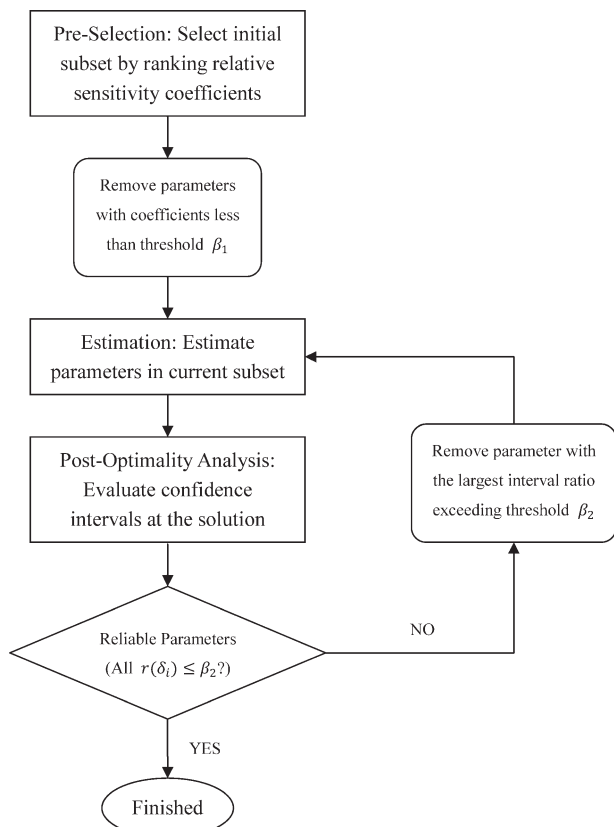 Pre-Selection: Select initial
subset by ranking relative
sensitivity coefficients
Remove parameters
with coefficients less
than threshold β₁
Estimation: Estimate
parameters in current subset
Post-Optimality Analysis:
Evaluate confidence
intervals at the solution
Remove parameter with
the largest interval ratio
exceeding threshold β₂
Reliable Parameters
(All r(δᵢ) ≤ β₂?)
NO
YES
Finished